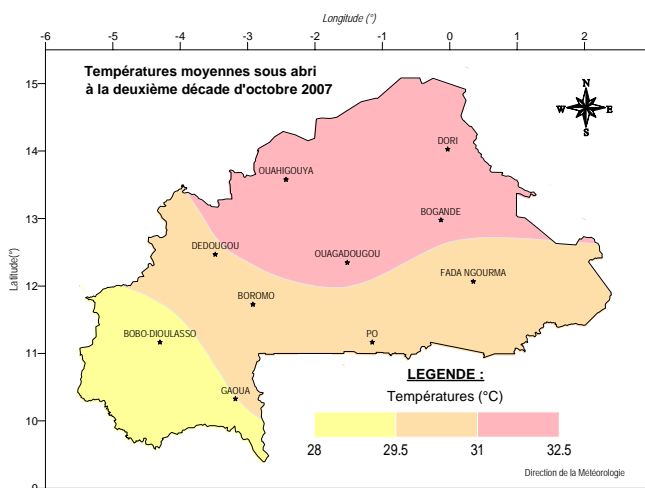 Longitude (°)
-6 -5 -4 -3 -2 -1 0 1 2
Températures moyennes sous abri
à la deuxième décade d'octobre 2007
N
W E
S
15
14
13
12
11
10
9
Latitude(°)
DORI
OUAHIGOUYA
BOGANDE
DEDOUGOU
OUAGADOUGOU
FADA NGOURMA
BOROMO
BOBO-DIOULASSO
PO
GAOUA
LEGENDE :
Températures (°C)
28 29.5 31 32.5
Direction de la Météorologie